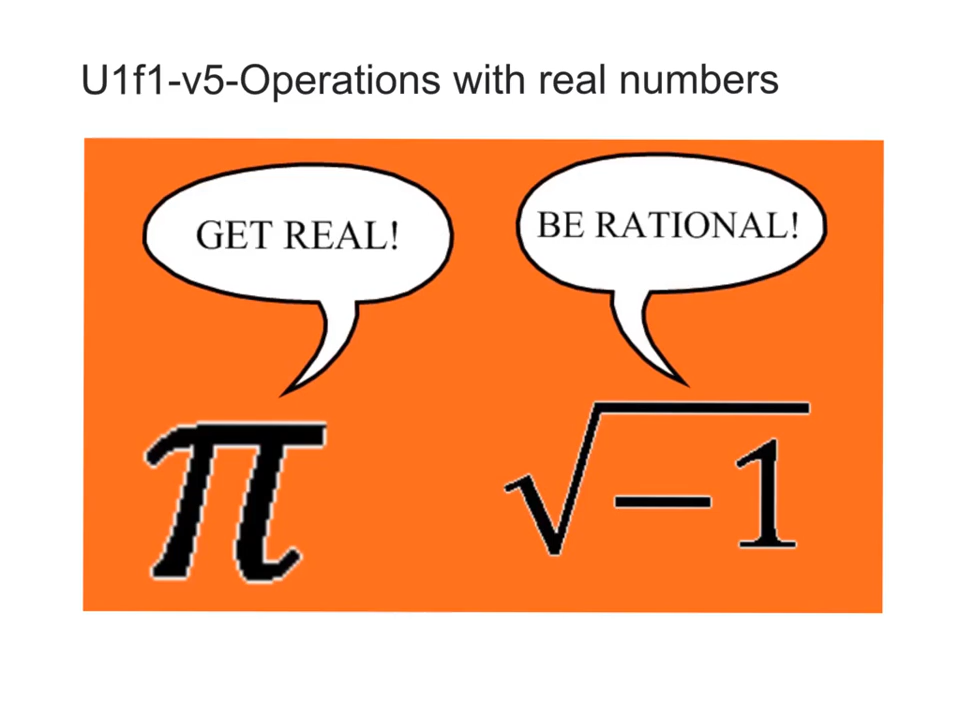 U1f1-v5-Operations with real numbers
GET REAL!
BE RATIONAL!
π
√−1